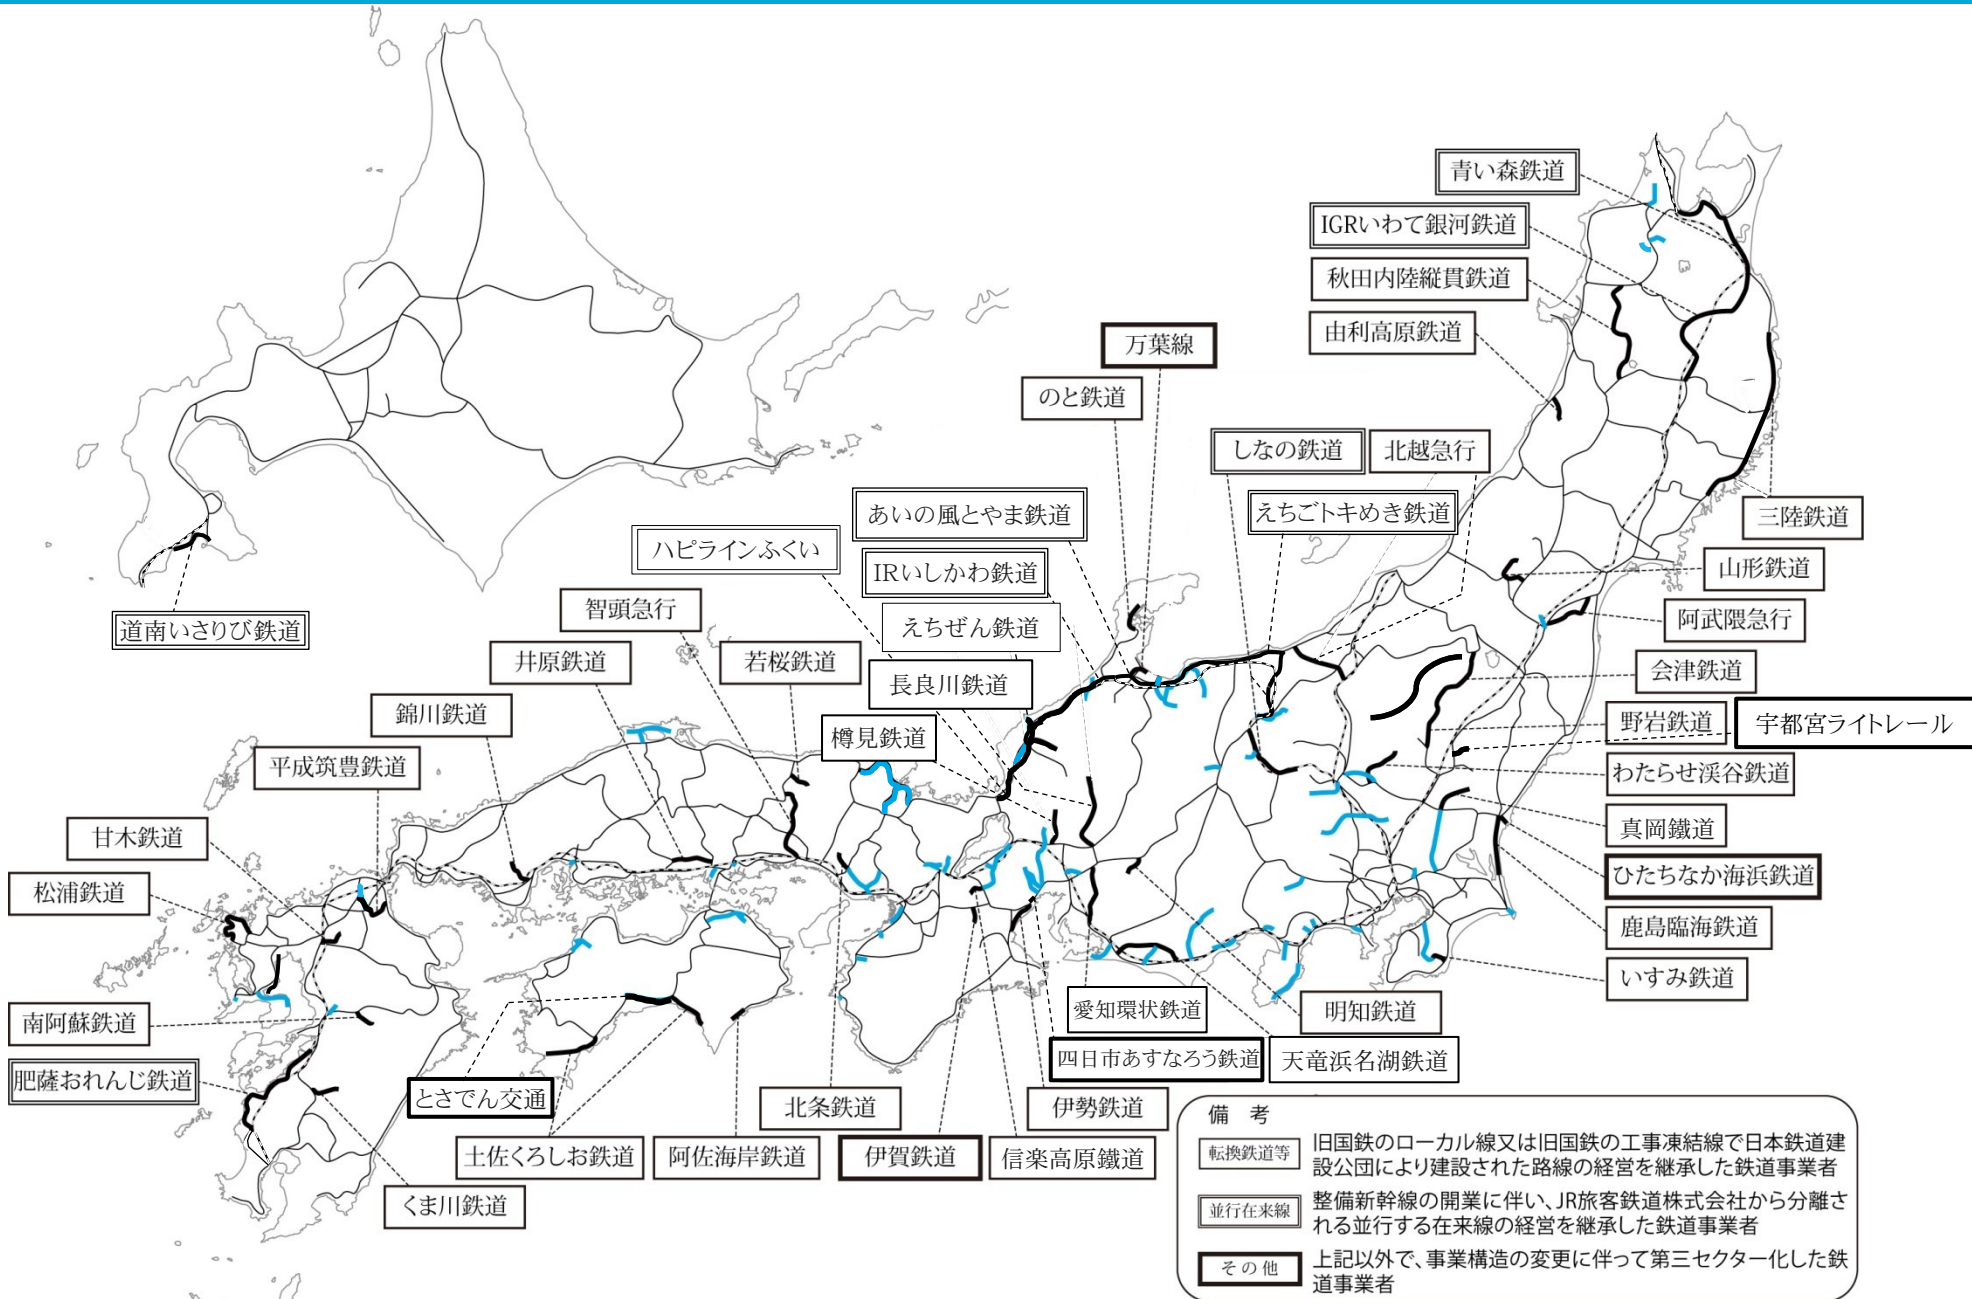 青い森鉄道
IGRいわて銀河鉄道
秋田内陸縦貫鉄道
由利高原鉄道
万葉線
のと鉄道
しなの鉄道
北越急行
あいの風とやま鉄道
えちごトキめき鉄道
三陸鉄道
ハピラインふくい
IRいしかわ鉄道
山形鉄道
智頭急行
えちぜん鉄道
阿武隈急行
道南いさりび鉄道
井原鉄道
若桜鉄道
長良川鉄道
会津鉄道
錦川鉄道
樽見鉄道
野岩鉄道
宇都宮ライトレール
平成筑豊鉄道
わたらせ渓谷鉄道
甘木鉄道
真岡鐵道
松浦鉄道
ひたちなか海浜鉄道
鹿島臨海鉄道
いすみ鉄道
南阿蘇鉄道
愛知環状鉄道
明知鉄道
肥薩おれんじ鉄道
とさでん交通
四日市あすなろう鉄道
天竜浜名湖鉄道
北条鉄道
伊勢鉄道
土佐くろしお鉄道
阿佐海岸鉄道
伊賀鉄道
信楽高原鐵道
くま川鉄道
備 考
転換鉄道等
旧国鉄のローカル線又は旧国鉄の工事凍結線で日本鉄道建
設公団により建設された路線の経営を継承した鉄道事業者
並行在来線
整備新幹線の開業に伴い、JR旅客鉄道株式会社から分離さ
れる並行する在来線の経営を継承した鉄道事業者
その他
上記以外で、事業構造の変更に伴って第三セクター化した鉄
道事業者